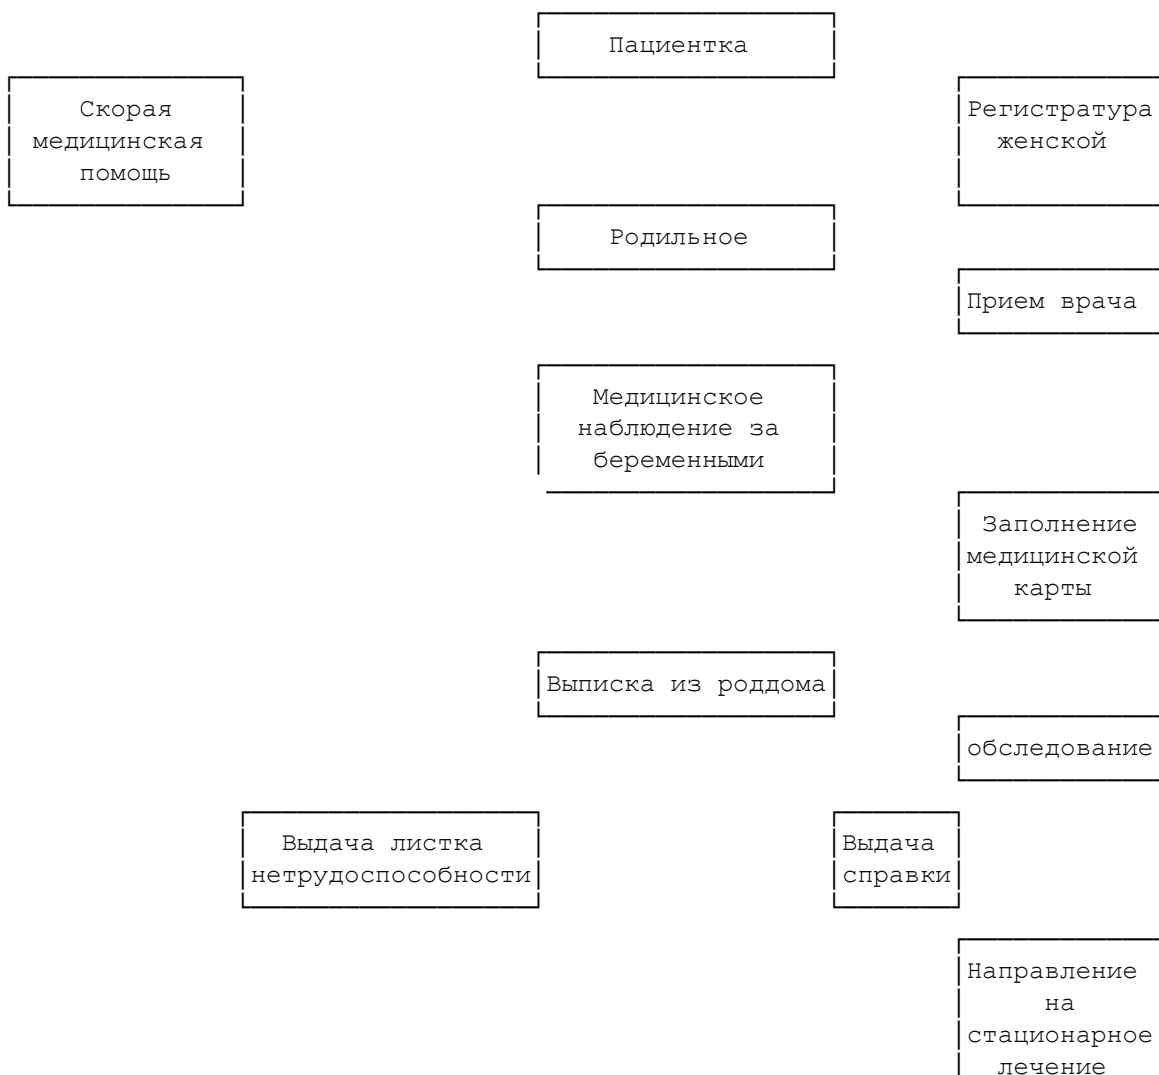 Пациентка
Скорая
медицинская
помощь
Регистратура
женской
Родильное
Прием врача
Медицинское
наблюдение за
беременными
Заполнение
медицинской
карты
Выписка из роддома
обследование
Выдача листка
нетрудоспособности
Выдача
справки
Направление
на
стационарное
лечение